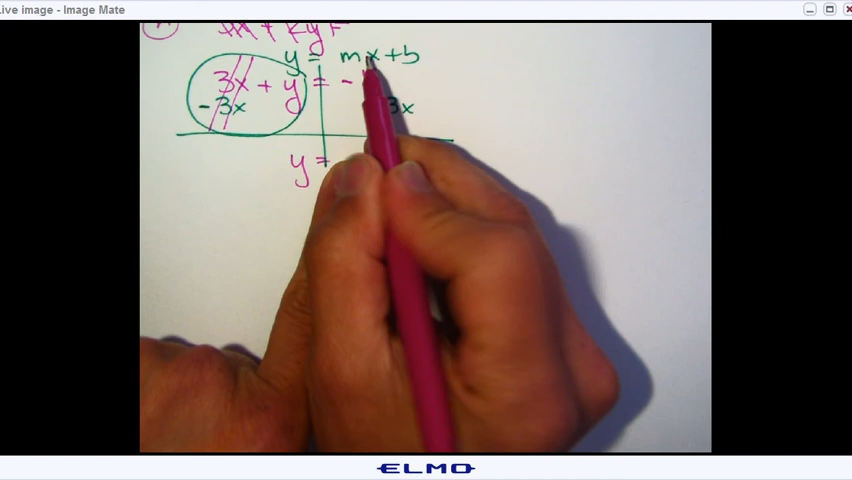 Live image - Image Mate
y = mx + b
3x + y = -
- 3x 3x
y =
ELMO